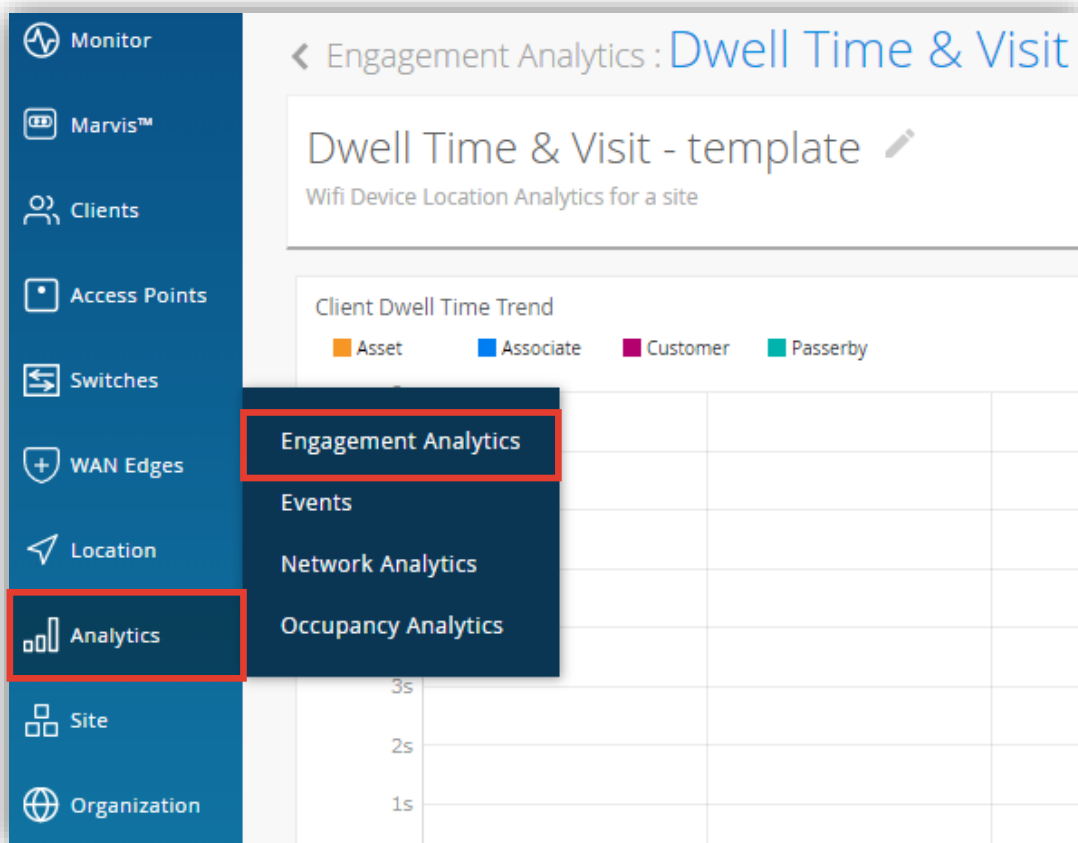 Monitor
Marvis™
Clients
Access Points
Switches
WAN Edges
Location
Analytics
Site
Organization
Engagement Analytics : Dwell Time & Visit
Dwell Time & Visit - template
Wifi Device Location Analytics for a site
Client Dwell Time Trend
Asset Associate Customer Passerby
Engagement Analytics
Events
Network Analytics
Occupancy Analytics
3s
2s
1s